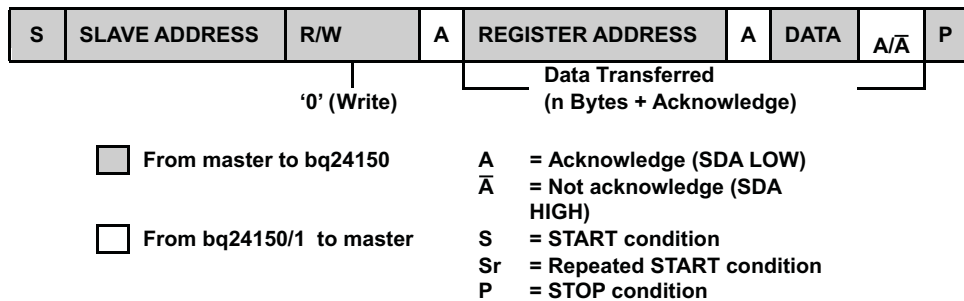 S SLAVE ADDRESS R/W A REGISTER ADDRESS A DATA A/A̅ P
'0' (Write)
Data Transferred
(n Bytes + Acknowledge)
From master to bq24150
From bq24150/1 to master
A = Acknowledge (SDA LOW)
A̅ = Not acknowledge (SDA
HIGH)
S = START condition
Sr = Repeated START condition
P = STOP condition